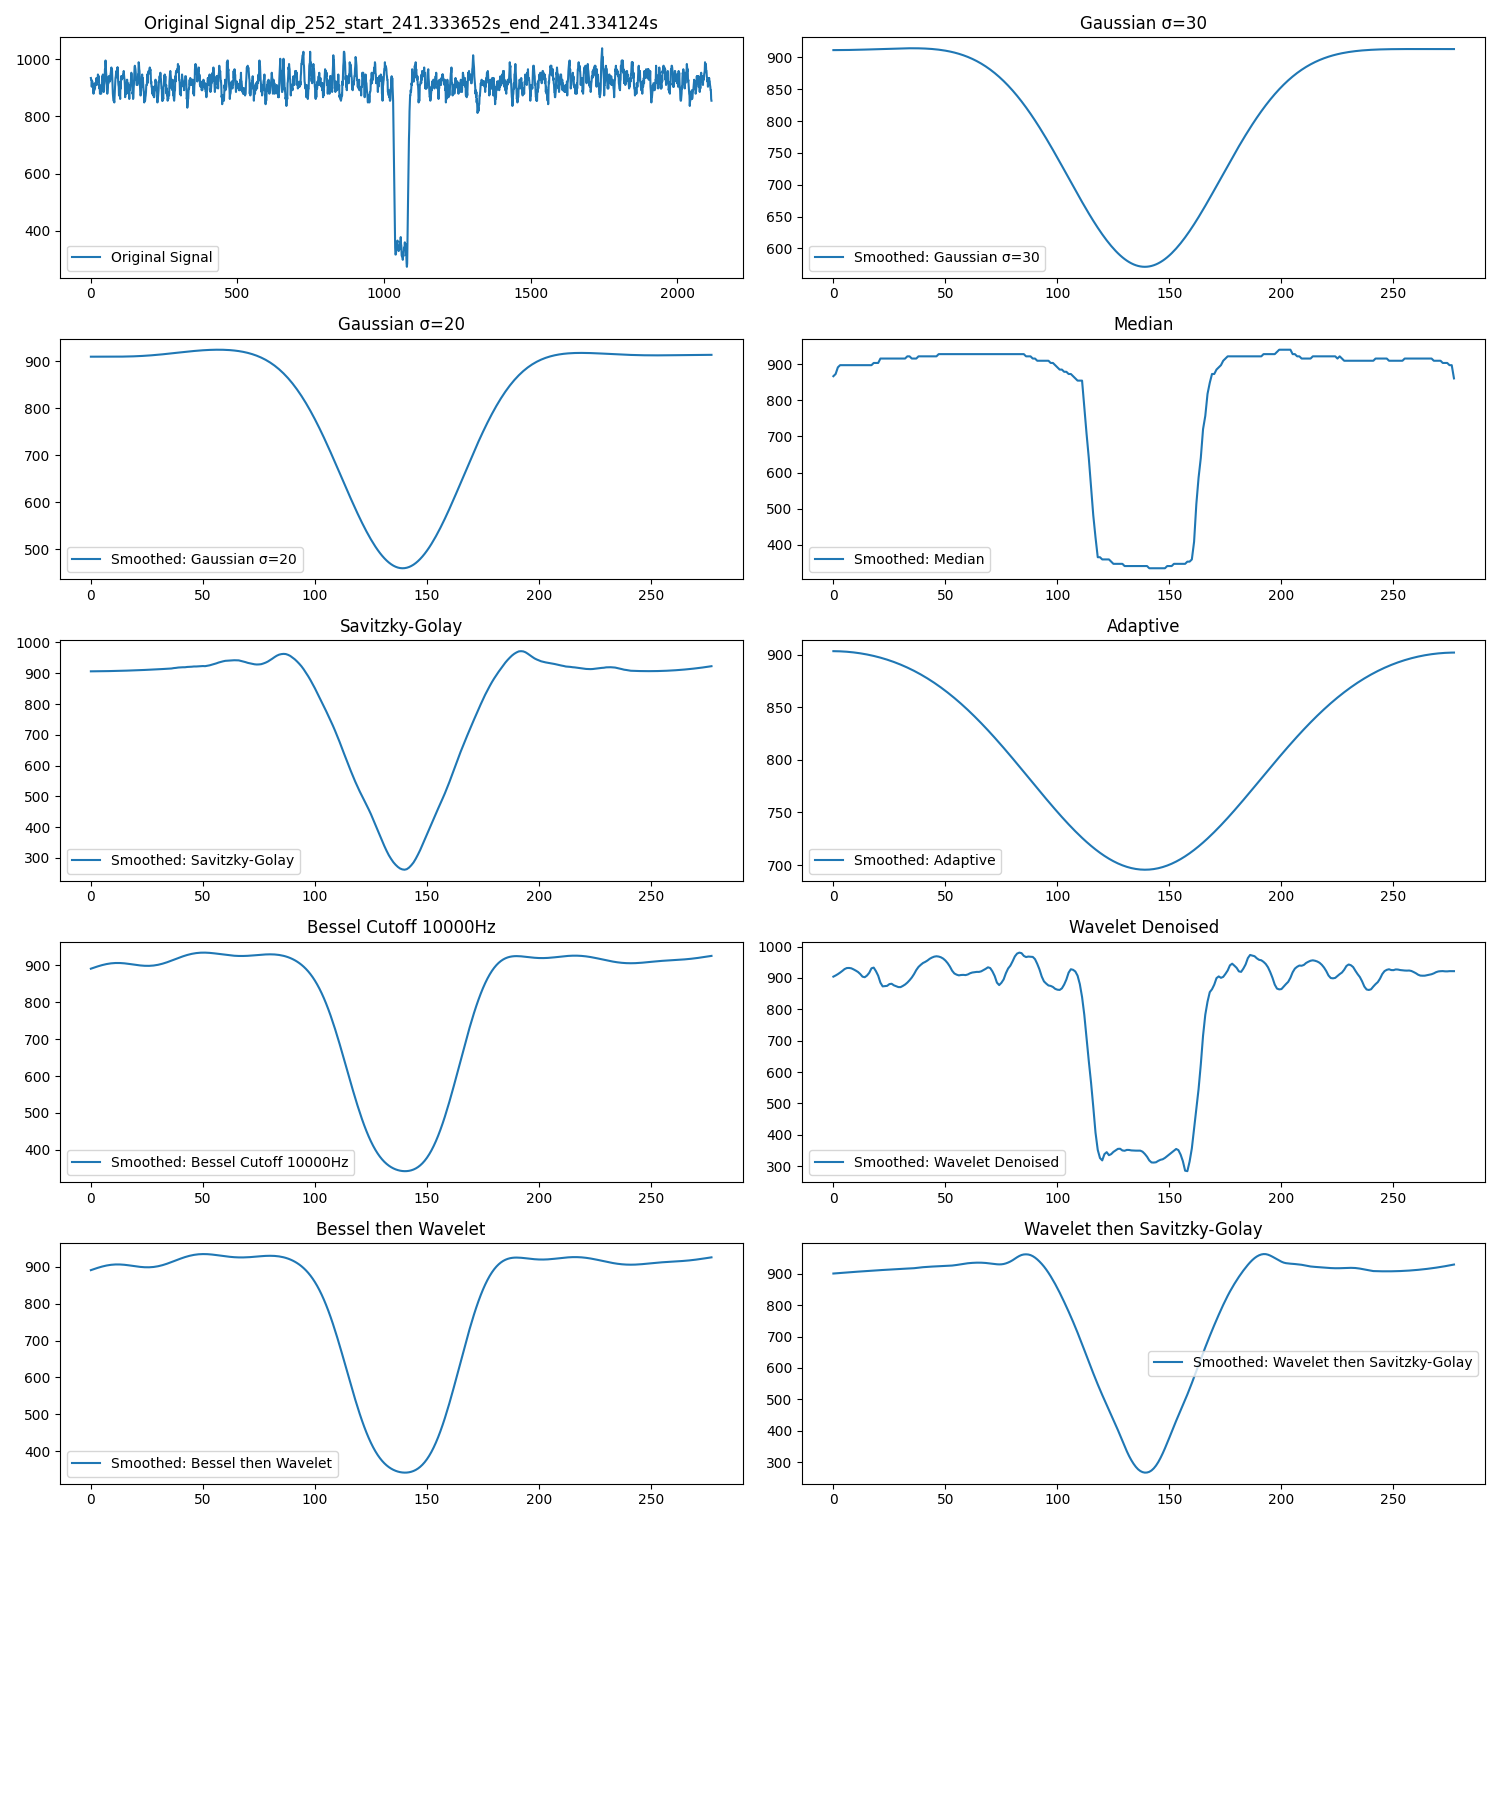 Original Signal dip_252_start_241.333652s_end_241.334124s
1000
800
600
400
Original Signal
0 500 1000 1500 2000
Gaussian σ=30
900
850
800
750
700
650
600
Smoothed: Gaussian σ=30
0 50 100 150 200 250
Gaussian σ=20
900
800
700
600
500
Smoothed: Gaussian σ=20
0 50 100 150 200 250
Median
900
800
700
600
500
400
Smoothed: Median
0 50 100 150 200 250
Savitzky-Golay
1000
900
800
700
600
500
400
300
Smoothed: Savitzky-Golay
0 50 100 150 200 250
Adaptive
900
850
800
750
700
Smoothed: Adaptive
0 50 100 150 200 250
Bessel Cutoff 10000Hz
900
800
700
600
500
400
Smoothed: Bessel Cutoff 10000Hz
0 50 100 150 200 250
Wavelet Denoised
1000
900
800
700
600
500
400
300
Smoothed: Wavelet Denoised
0 50 100 150 200 250
Bessel then Wavelet
900
800
700
600
500
400
Smoothed: Bessel then Wavelet
0 50 100 150 200 250
Wavelet then Savitzky-Golay
900
800
700
600
500
400
300
Smoothed: Wavelet then Savitzky-Golay
0 50 100 150 200 250